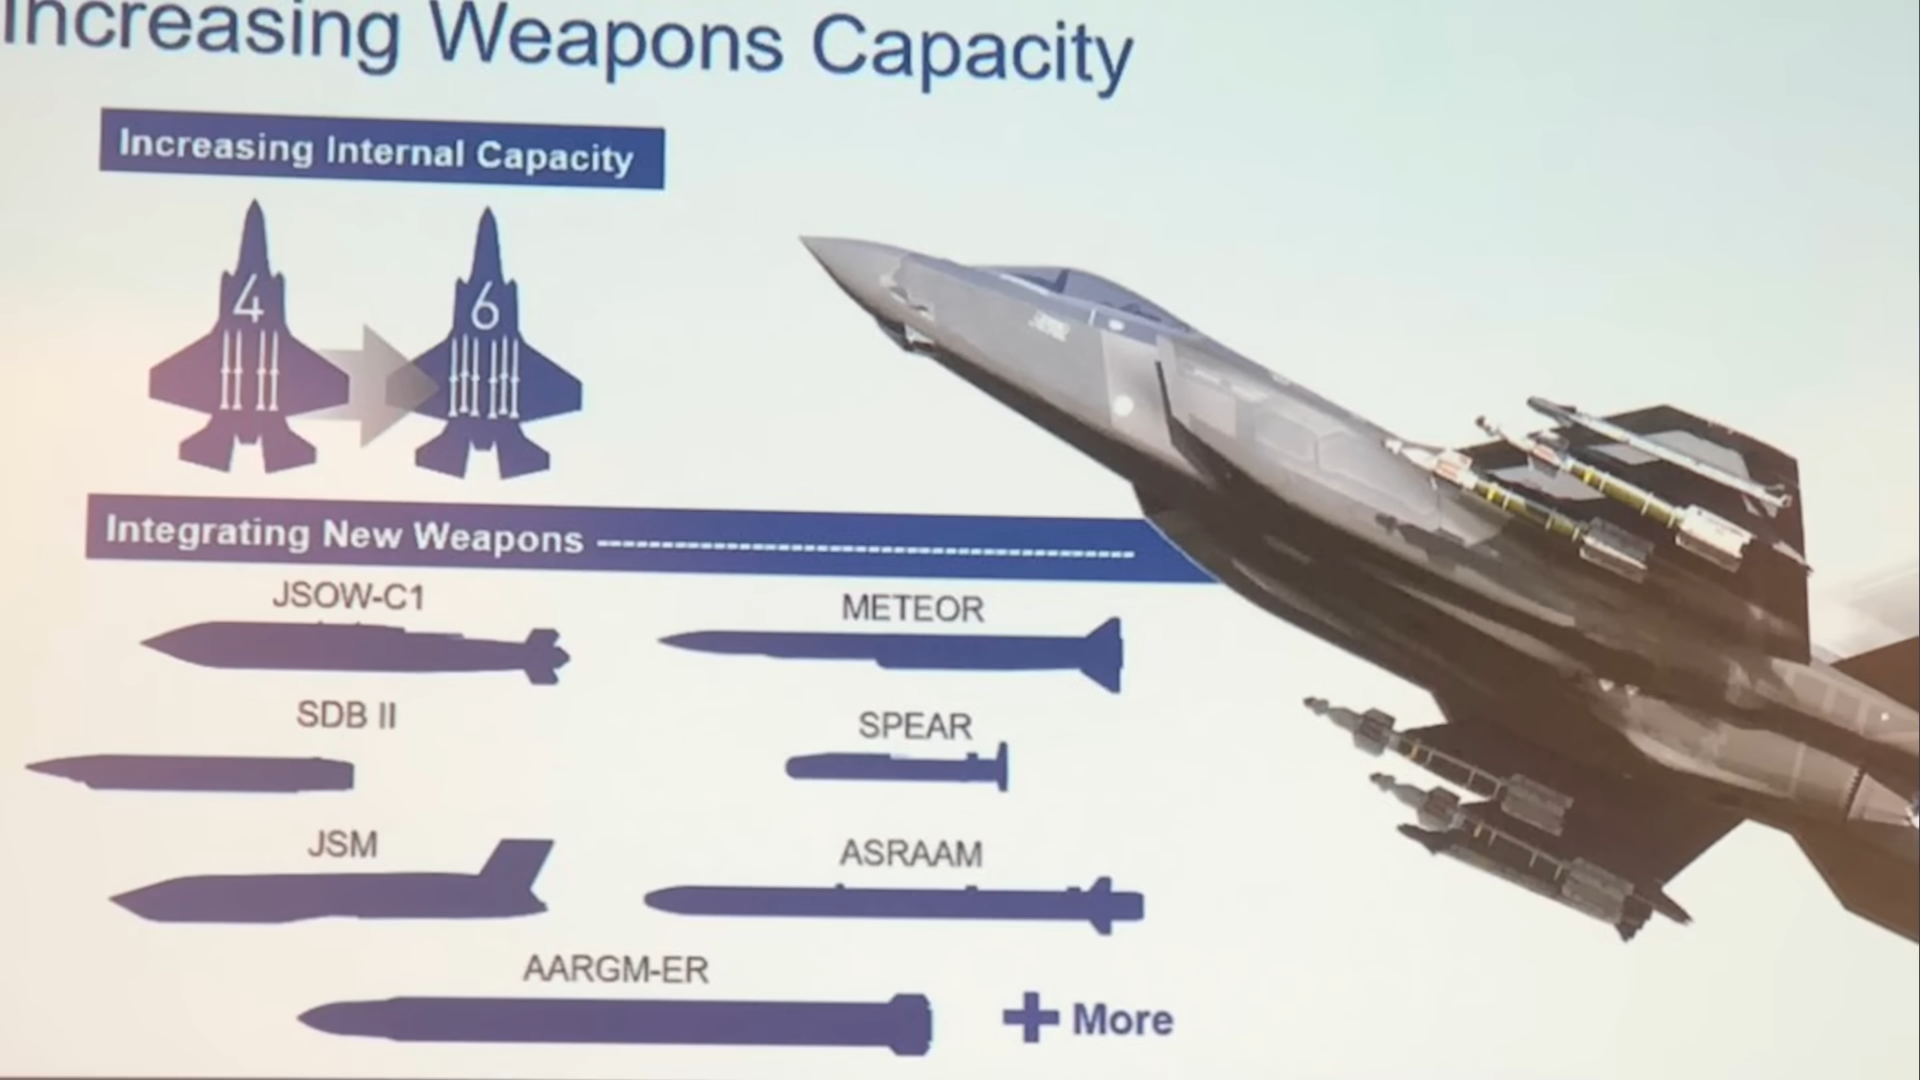 Increasing Weapons Capacity
Increasing Internal Capacity
4
6
Integrating New Weapons --------------------------------------------
JSOW-C1
METEOR
SDB II
SPEAR
JSM
ASRAAM
AARGM-ER
+ More